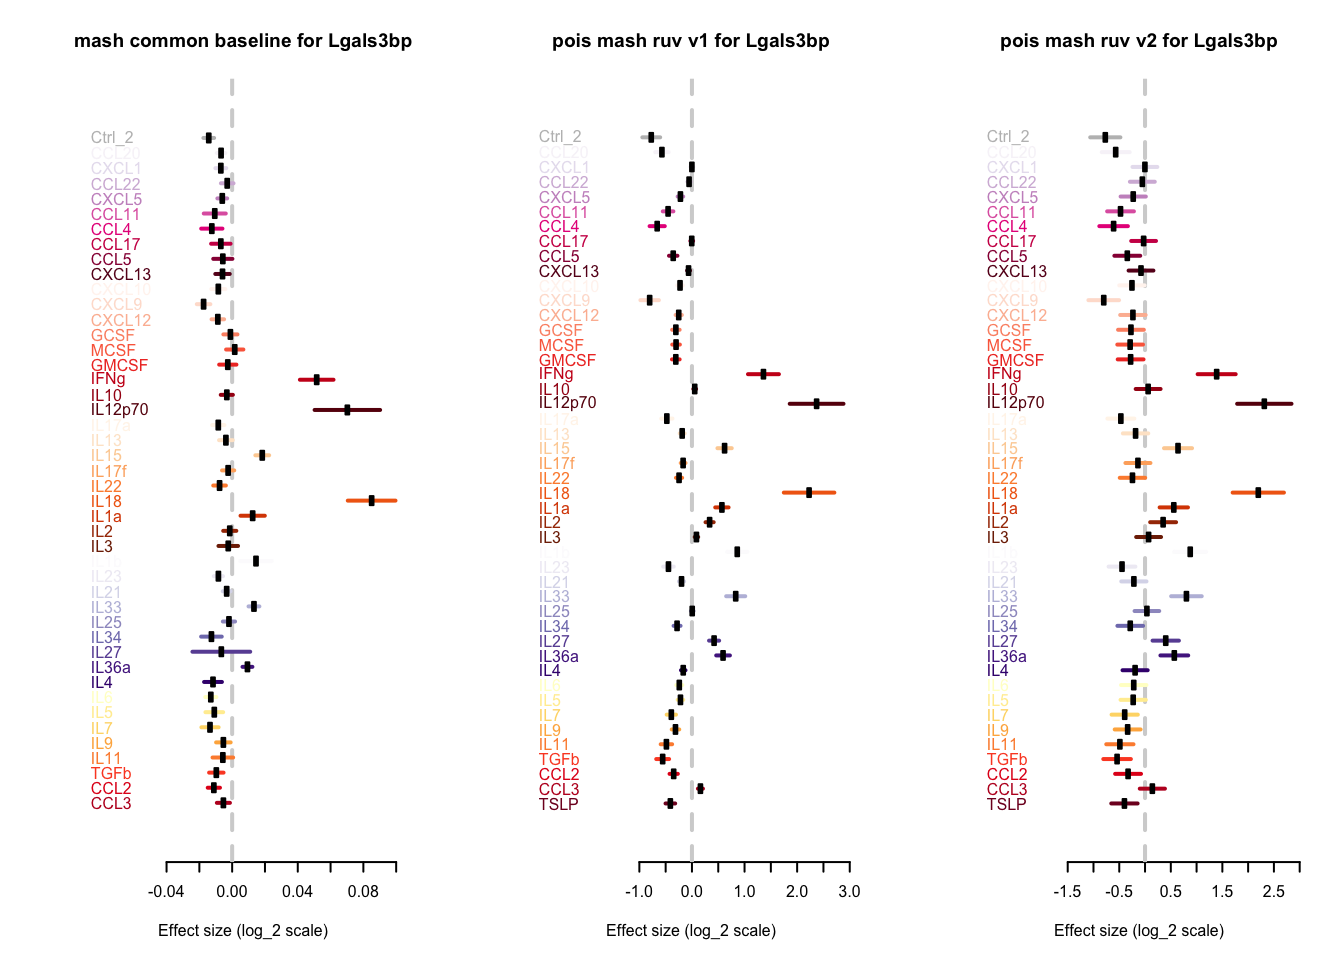 mash common baseline for Lgals3bp
Ctrl_2
CCL20
CXCL1
CCL22
CXCL5
CCL11
CCL4
CCL17
CCL5
CXCL13
CXCL10
CXCL9
CXCL12
GCSF
MCSF
GMCSF
IFNg
IL10
IL12p70
IL17a
IL13
IL15
IL17f
IL22
IL18
IL1a
IL2
IL3
IL23
IL21
IL33
IL25
IL34
IL27
IL36a
IL4
IL5
IL7
IL9
IL11
TGFb
CCL2
CCL3
-0.04 0.00 0.04 0.08
Effect size (log_2 scale)
pois mash ruv v1 for Lgals3bp
Ctrl_2
CCL20
CXCL1
CCL22
CXCL5
CCL11
CCL4
CCL17
CCL5
CXCL13
CXCL10
CXCL9
CXCL12
GCSF
MCSF
GMCSF
IFNg
IL10
IL12p70
IL17a
IL13
IL15
IL17f
IL22
IL18
IL1a
IL2
IL3
IL23
IL21
IL33
IL25
IL34
IL27
IL36a
IL4
IL5
IL7
IL9
IL11
TGFb
CCL2
CCL3
TSLP
-1.0 0.0 1.0 2.0 3.0
Effect size (log_2 scale)
pois mash ruv v2 for Lgals3bp
Ctrl_2
CCL20
CXCL1
CCL22
CXCL5
CCL11
CCL4
CCL17
CCL5
CXCL13
CXCL10
CXCL9
CXCL12
GCSF
MCSF
GMCSF
IFNg
IL10
IL12p70
IL17a
IL13
IL15
IL17f
IL22
IL18
IL1a
IL2
IL3
IL23
IL21
IL33
IL25
IL34
IL27
IL36a
IL4
IL5
IL7
IL9
IL11
TGFb
CCL2
CCL3
TSLP
-1.5 -0.5 0.5 1.5 2.5
Effect size (log_2 scale)